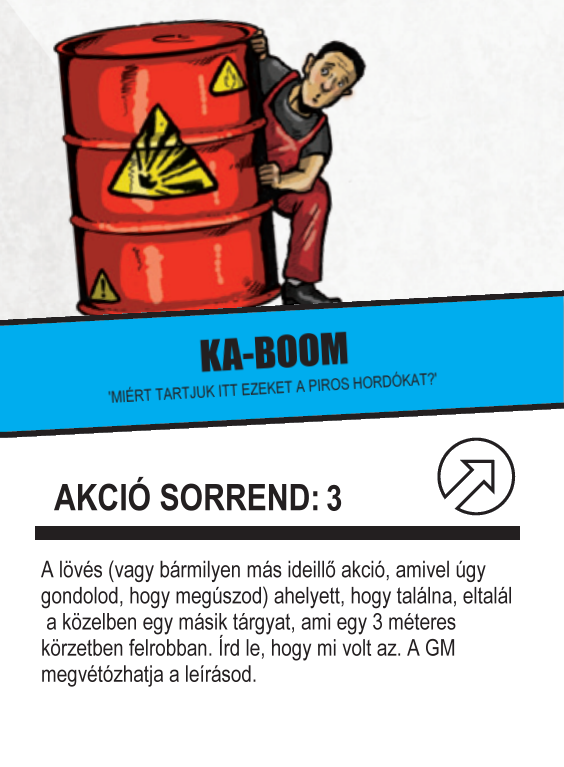 KA-BOOM
'MIÉRT TARTJUK ITT EZEKET A PIROS HORDÓKAT?'
AKCIÓ SORREND: 3
A lövés (vagy bármilyen más ideillő akció, amivel úgy
gondolod, hogy megúszod) ahelyett, hogy találna, eltalál
a közelben egy másik tárgyat, ami egy 3 méteres
körzetben felrobban. Írd le, hogy mi volt az. A GM
megvétózhatja a leírásod.